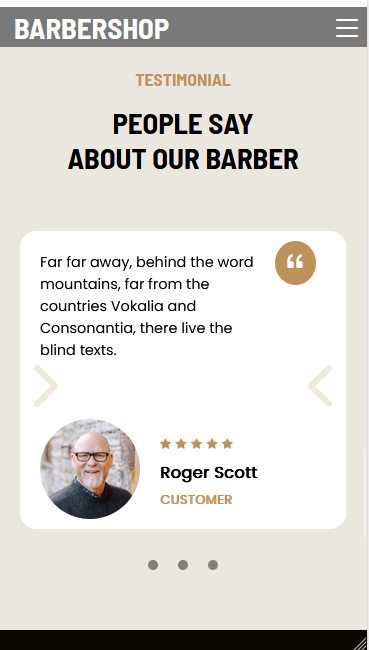 BARBERSHOP
TESTIMONIAL
PEOPLE SAY
ABOUT OUR BARBER
Far far away, behind the word
mountains, far from the
countries Vokalia and
Consonantia, there live the
blind texts.
Roger Scott
CUSTOMER